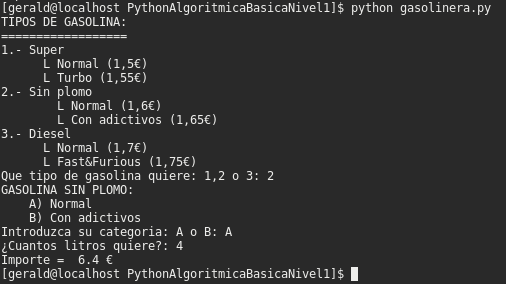 [gerald@localhost PythonAlgoritmicaBasicaNivel1]$ python gasolinera.py
TIPOS DE GASOLINA:
==================
1.- Super
      L Normal (1,5€)
      L Turbo (1,55€)
2.- Sin plomo
        L Normal (1,6€)
        L Con adictivos (1,65€)
3.- Diesel
      L Normal (1,7€)
      L Fast&Furious (1,75€)
Que tipo de gasolina quiere: 1,2 o 3: 2
GASOLINA SIN PLOMO:
    A) Normal
    B) Con adictivos
Introduzca su categoria: A o B: A
¿Cuantos litros quiere?: 4
Importe =  6.4 €
[gerald@localhost PythonAlgoritmicaBasicaNivel1]$